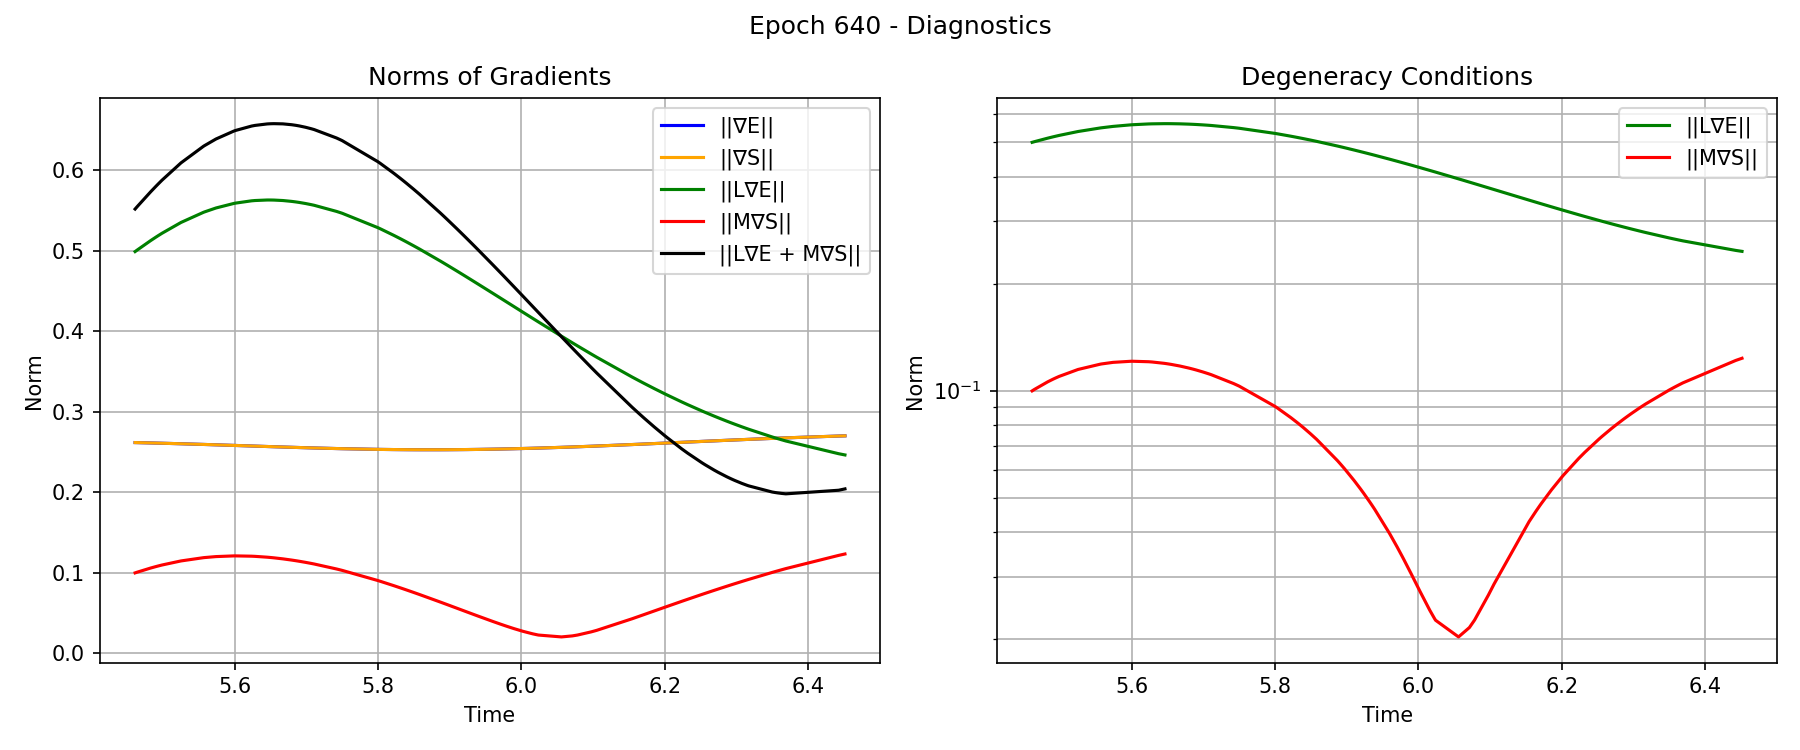 Epoch 640 - Diagnostics
Norms of Gradients
Norm
0.6
0.5
0.4
0.3
0.2
0.1
0.0
||∇E||
||∇S||
||L∇E||
||M∇S||
||L∇E + M∇S||
5.6 5.8 6.0 6.2 6.4
Time
Degeneracy Conditions
Norm
10⁻¹
||L∇E||
||M∇S||
5.6 5.8 6.0 6.2 6.4
Time